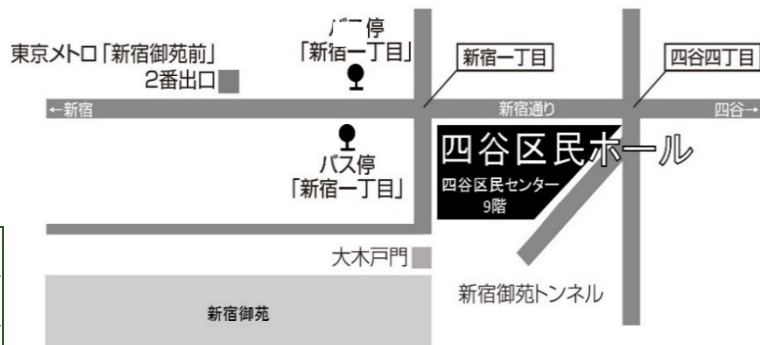 東京メトロ「新宿御苑前」
2番出口
バス停
「新宿一丁目」
新宿一丁目
四谷四丁目
←新宿
新宿通り
四谷→
バス停
「新宿一丁目」
四谷区民ホール
四谷区民センター
9階
大木戸門
新宿御苑トンネル
新宿御苑